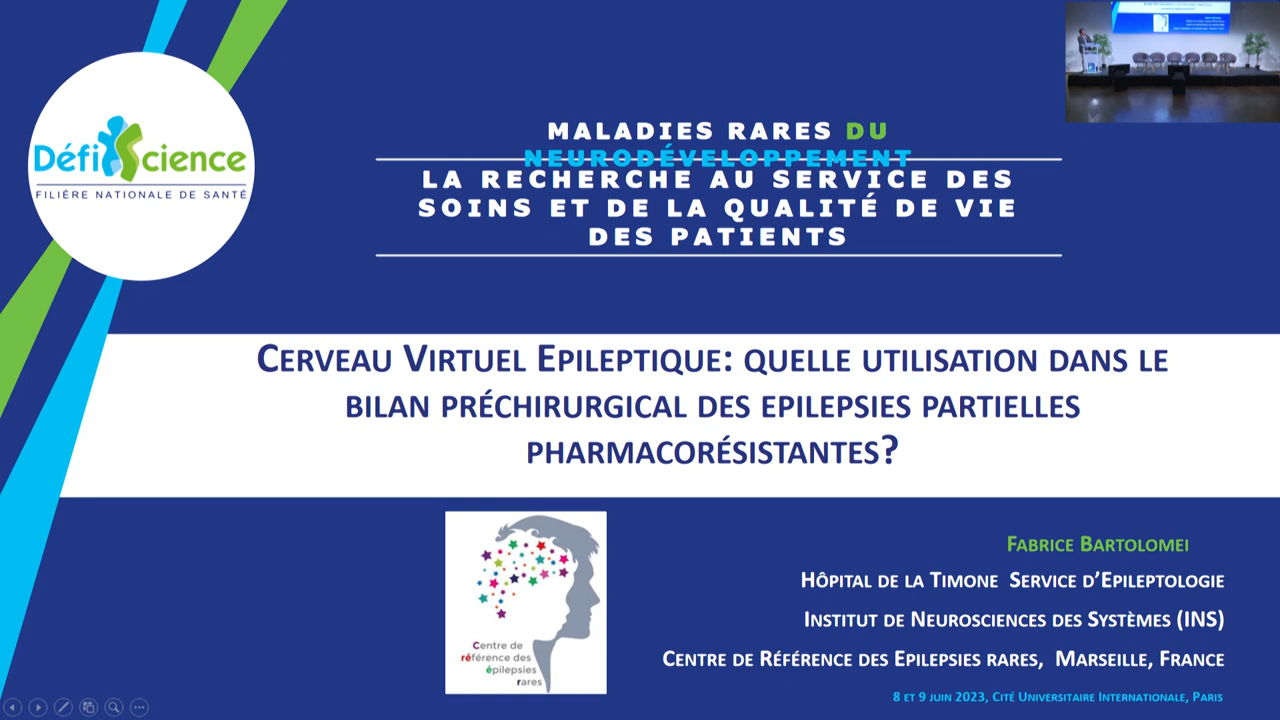 DéfiScience
FILIÈRE NATIONALE DE SANTÉ
MALADIES RARES DU
NEURODÉVELOPPEMENT
LA RECHERCHE AU SERVICE DES
SOINS ET DE LA QUALITÉ DE VIE
DES PATIENTS
CERVEAU VIRTUEL EPILEPTIQUE: QUELLE UTILISATION DANS LE
BILAN PRÉCHIRURGICAL DES EPILEPSIES PARTIELLES
PHARMACORÉSISTANTES?
Centre de
référence des
épilepsies
rares
FABRICE BARTOLOMEI
HÔPITAL DE LA TIMONE SERVICE D'EPILEPTOLOGIE
INSTITUT DE NEUROSCIENCES DES SYSTÈMES (INS)
CENTRE DE RÉFÉRENCE DES EPILEPSIES RARES, MARSEILLE, FRANCE
8 ET 9 JUIN 2023, CITÉ UNIVERSITAIRE INTERNATIONALE, PARIS